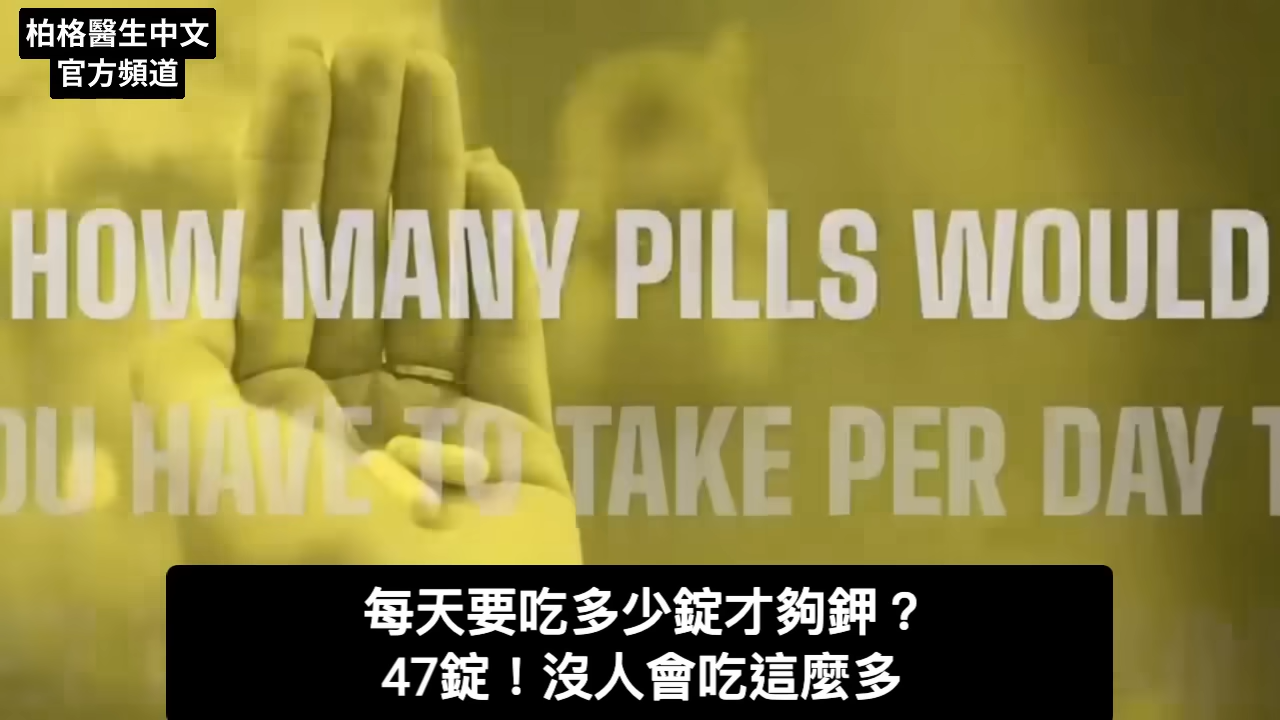 柏格醫生中文
官方頻道
HOW MANY PILLS WOULD
OU HAVE TO TAKE PER DAY T
每天要吃多少錠才夠鉀？
47錠！沒人會吃這麼多